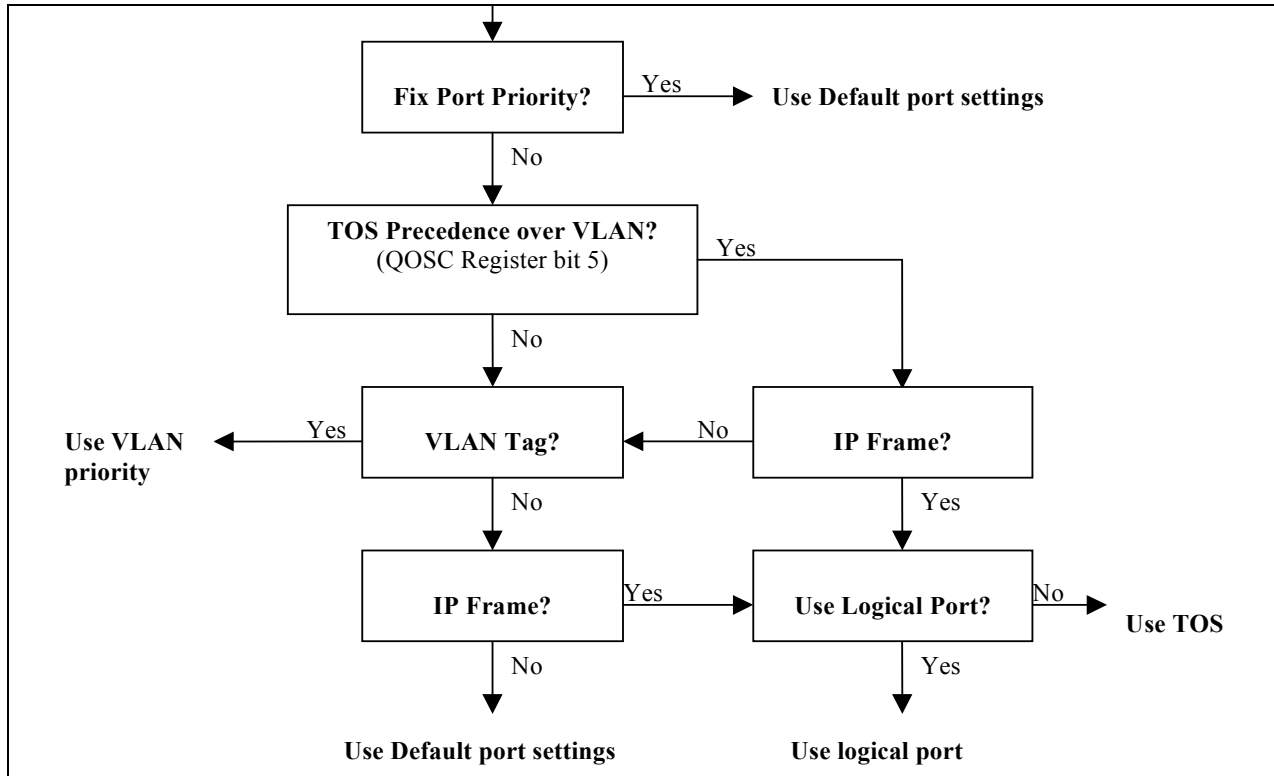 Fix Port Priority?
Yes
Use Default port settings
No
TOS Precedence over VLAN?
(QOSC Register bit 5)
Yes
No
Use VLAN
priority
Yes
VLAN Tag?
No
IP Frame?
No
Yes
IP Frame?
Yes
Use Logical Port?
No
Use TOS
No
Yes
Use Default port settings
Use logical port